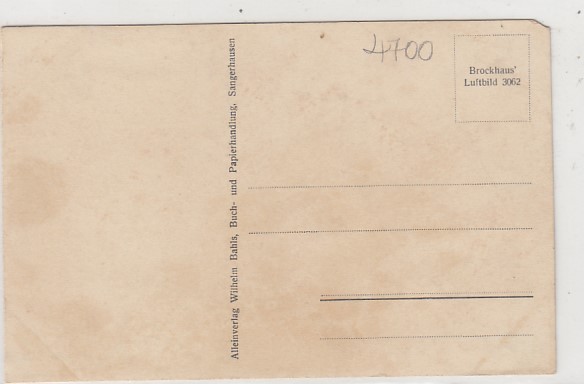 4700
Brockhaus'
Luftbild 3062
Alleinverlag Wilhelm Bahls, Buch- und Papierhandlung, Sangerhausen